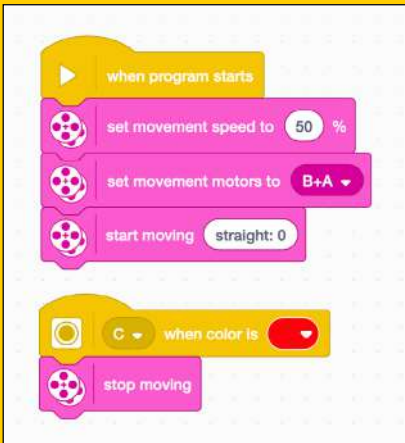 when program starts
set movement speed to 50 %
set movement motors to B+A
start moving straight: 0
C when color is
stop moving